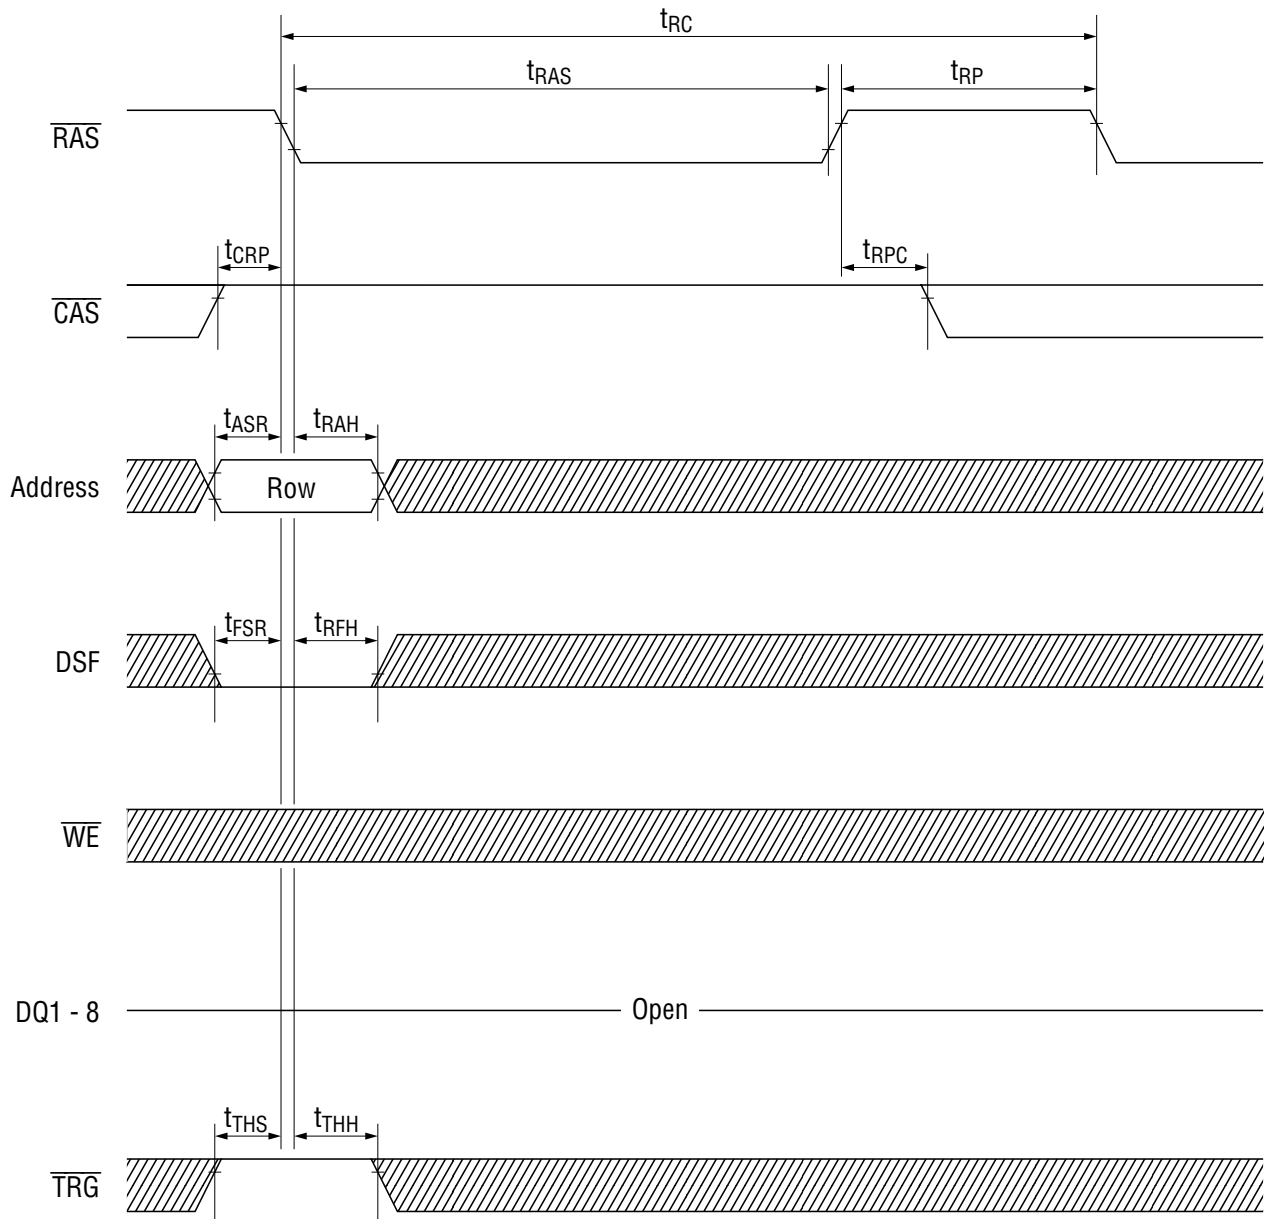 tRC
tRAS
tRP
RAS
tCRP
tRPC
CAS
tASR
tRAH
Address
Row
tFSR
tRFH
DSF
WE
DQ1 - 8
Open
tTHS
tTHH
TRG